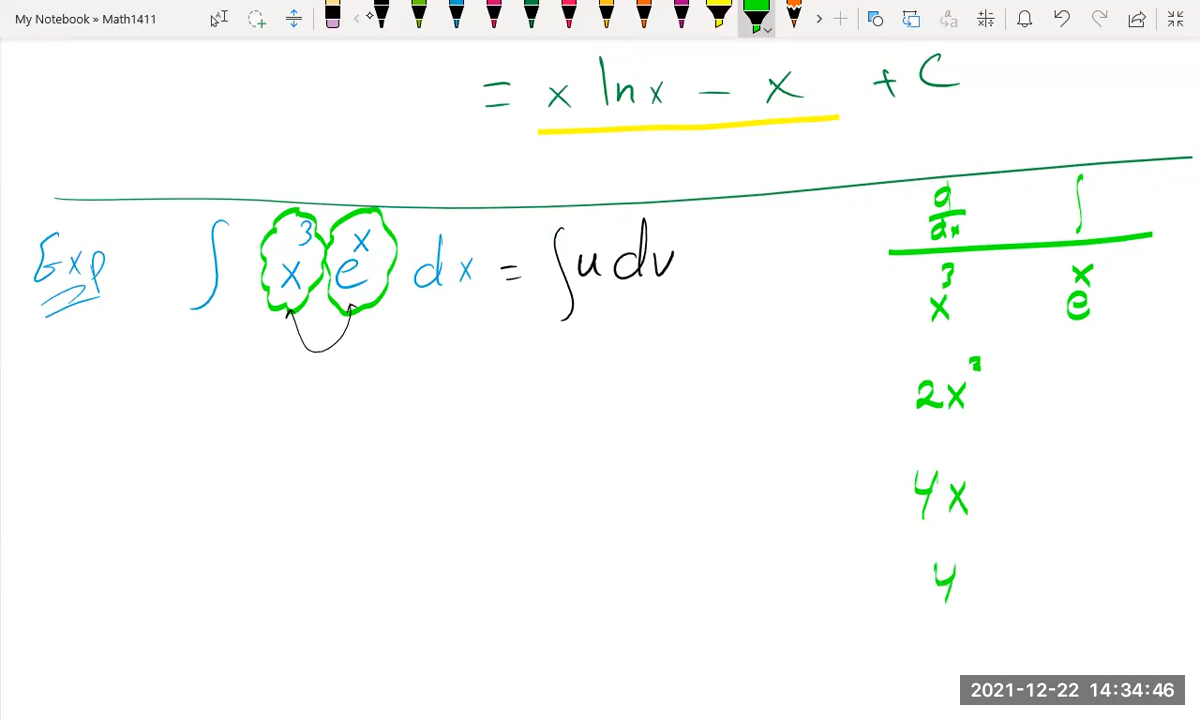 My Notebook » Math1411
= x ln x - x + C
Exp ∫ x³ eˣ dx = ∫ u dv
d/dx ∫
x³ eˣ
2x²
4x
4
2021-12-22 14:34:46